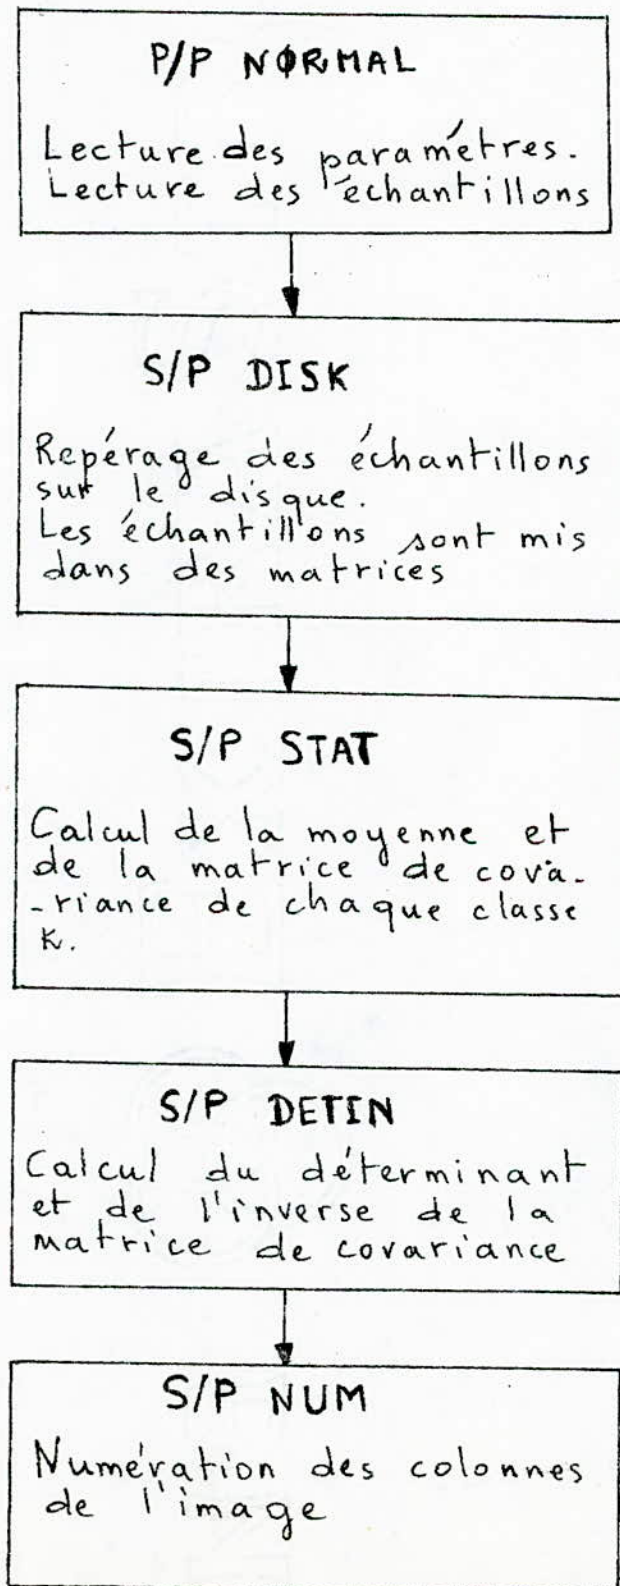 P/P NØRMAL
Lecture des paramètres.
Lecture des échantillons
S/P DISK
Repérage des échantillons
sur le disque.
Les échantillons sont mis
dans des matrices
S/P STAT
Calcul de la moyenne et
de la matrice de cova-
-riance de chaque classe
K.
S/P DETIN
Calcul du déterminant
et de l'inverse de la
matrice de covariance
S/P NUM
Numération des colonnes
de l'image